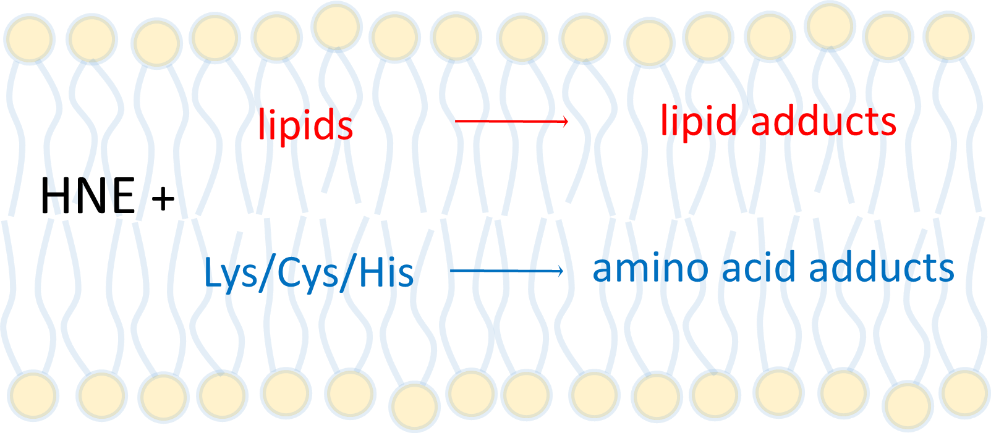 lipids → lipid adducts
HNE +
Lys/Cys/His → amino acid adducts